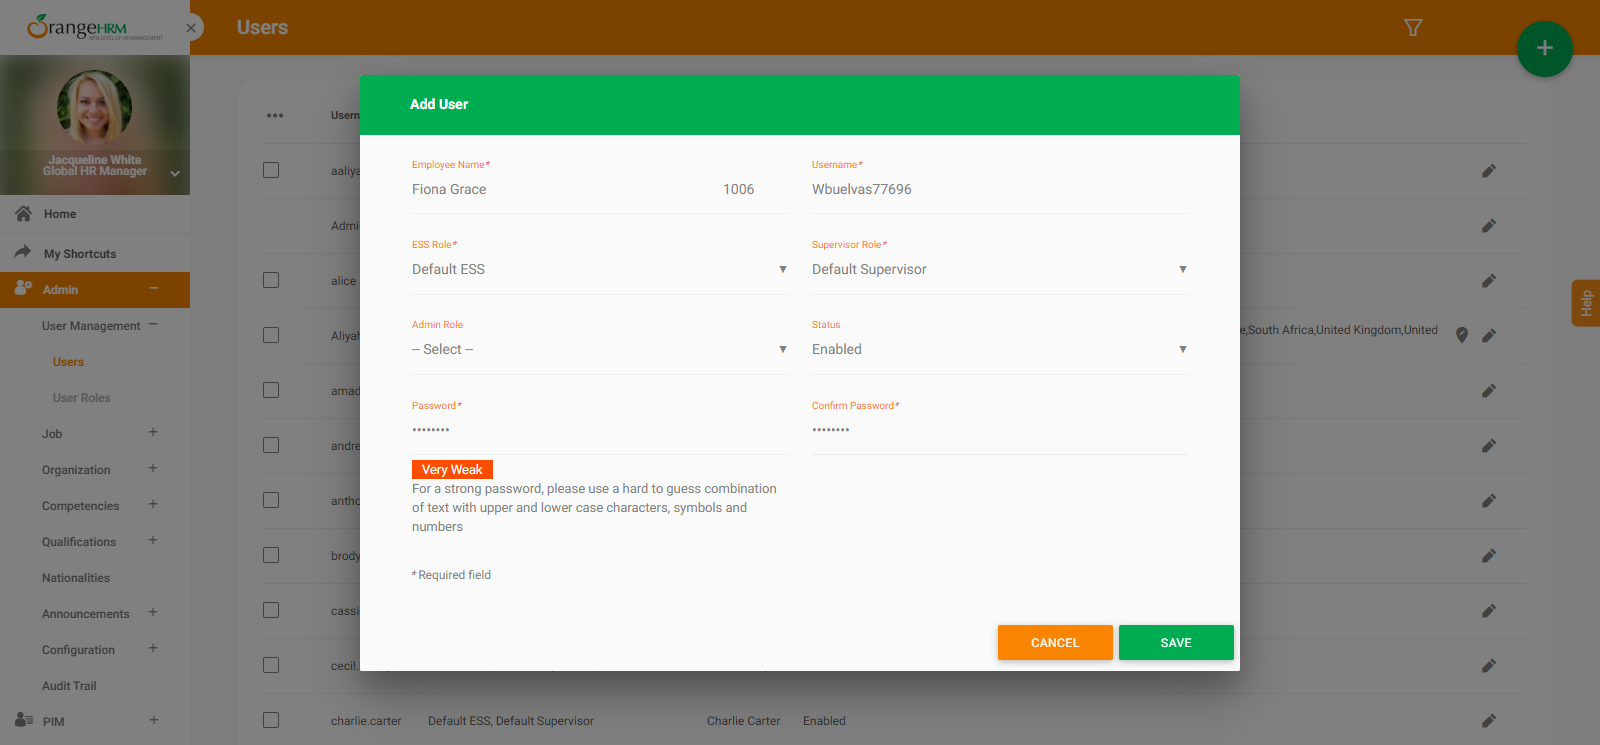 OrangeHRM
NEW LEVEL OF HR MANAGEMENT
Users
Jacqueline White
Global HR Manager
Home
My Shortcuts
Admin
User Management
Users
User Roles
Job
Organization
Competencies
Qualifications
Nationalities
Announcements
Configuration
Audit Trail
PIM
Add User
Employee Name*
Fiona Grace 1006
Username*
Wbuelvas77696
ESS Role*
Default ESS
Supervisor Role*
Default Supervisor
Admin Role
-- Select --
Status
Enabled
Password*
••••••••
Confirm Password*
••••••••
Very Weak
For a strong password, please use a hard to guess combination
of text with upper and lower case characters, symbols and
numbers
* Required field
CANCEL
SAVE
Usern
aaliya
Admi
alice
Aliyah
e,South Africa,United Kingdom,United
amad
andre
antho
brody
cassi
cecil.
charlie.carter Default ESS, Default Supervisor Charlie Carter Enabled
Help